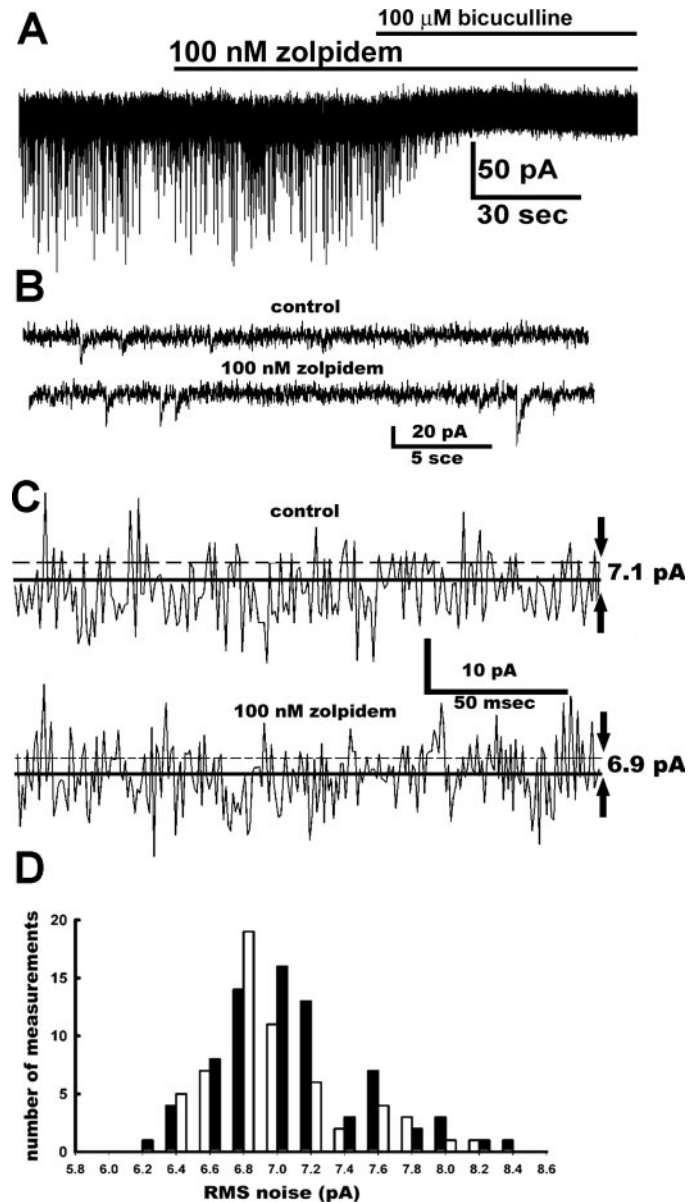 A
100 μM bicuculline
100 nM zolpidem
50 pA
30 sec
B
control
100 nM zolpidem
20 pA
5 sce
C
control
7.1 pA
10 pA
50 msec
100 nM zolpidem
6.9 pA
D
number of measurements
20
15
10
5
0
5.8 6.0 6.2 6.4 6.6 6.8 7.0 7.2 7.4 7.6 7.8 8.0 8.2 8.4 8.6
RMS noise (pA)